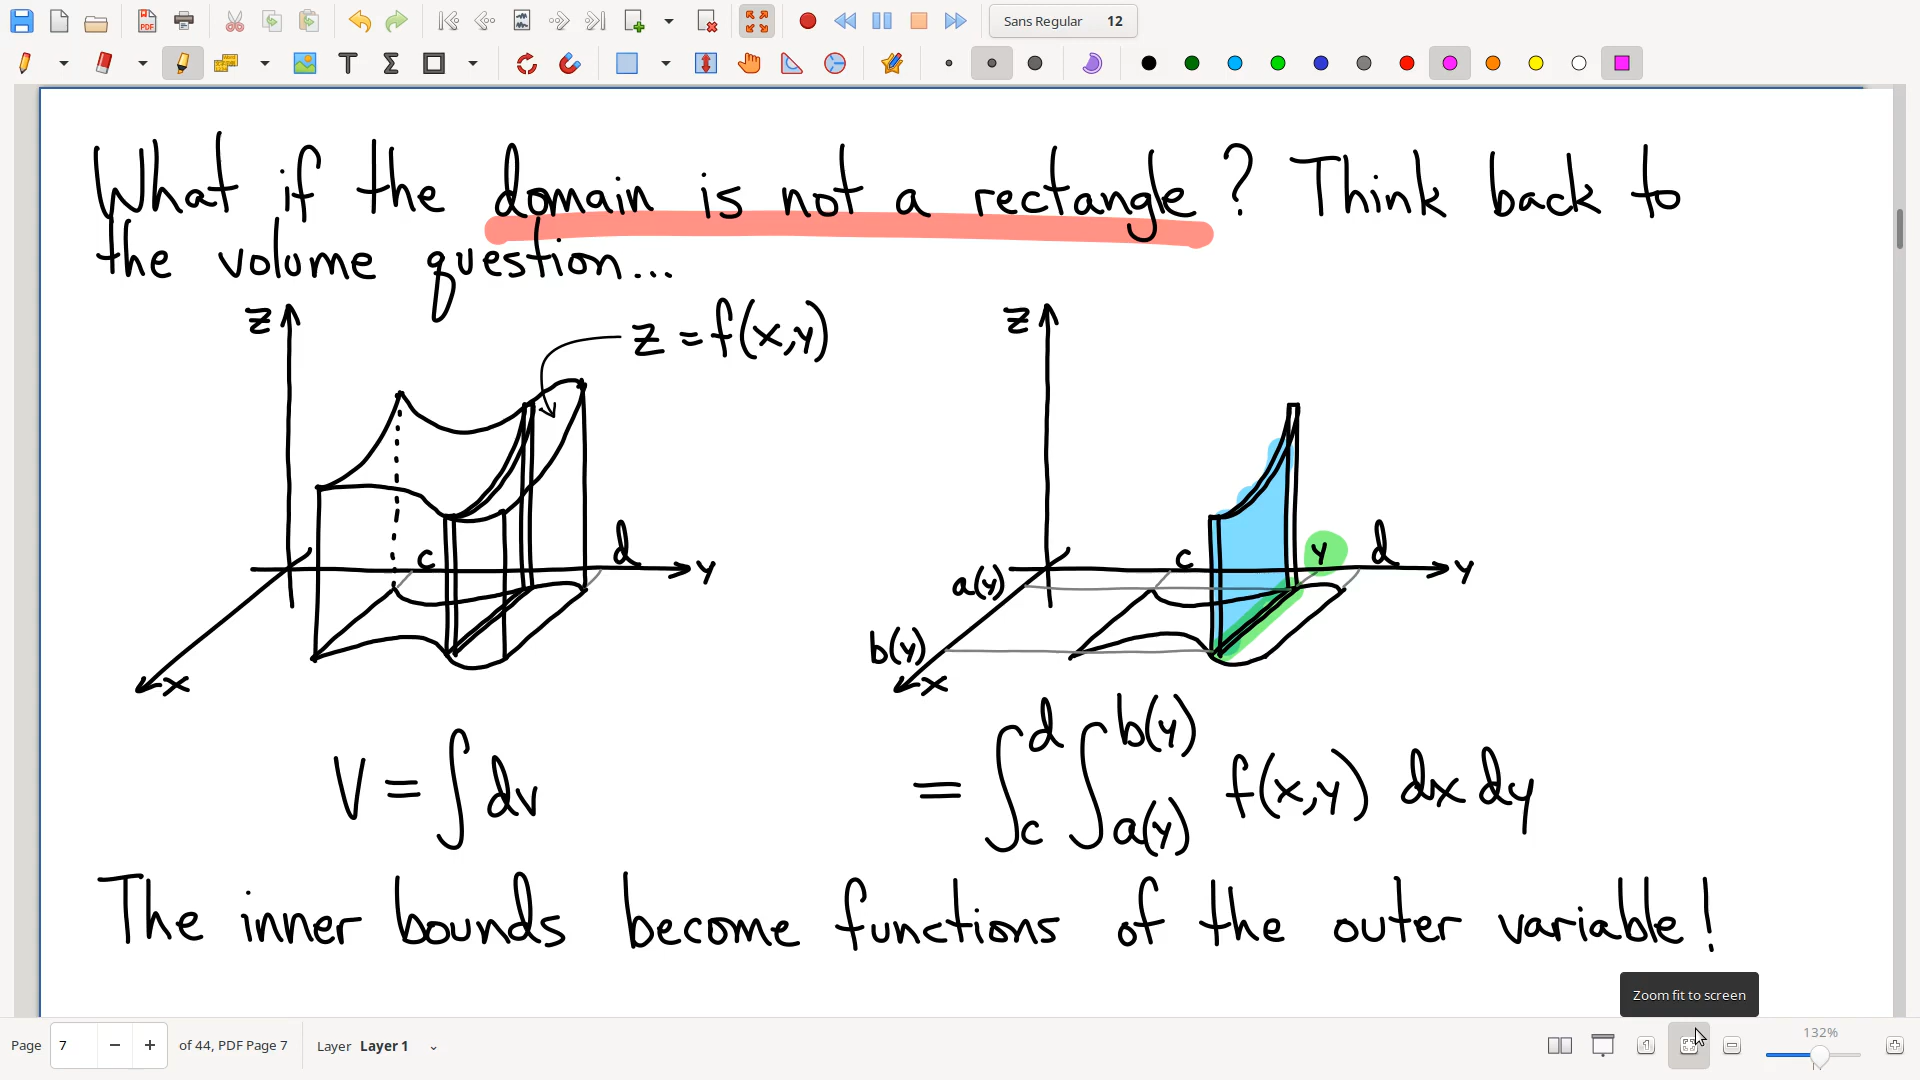 Sans Regular 12
What if the domain is not a rectangle? Think back to
the volume question...
z
z = f(x,y)
c
d
y
x
z
c
y
d
y
a(y)
b(y)
x
V = ∫ dv
= ∫_c^d ∫_{a(y)}^{b(y)} f(x,y) dx dy
The inner bounds become functions of the outer variable!
Zoom fit to screen
Page 7 − + of 44, PDF Page 7 Layer Layer 1
132%